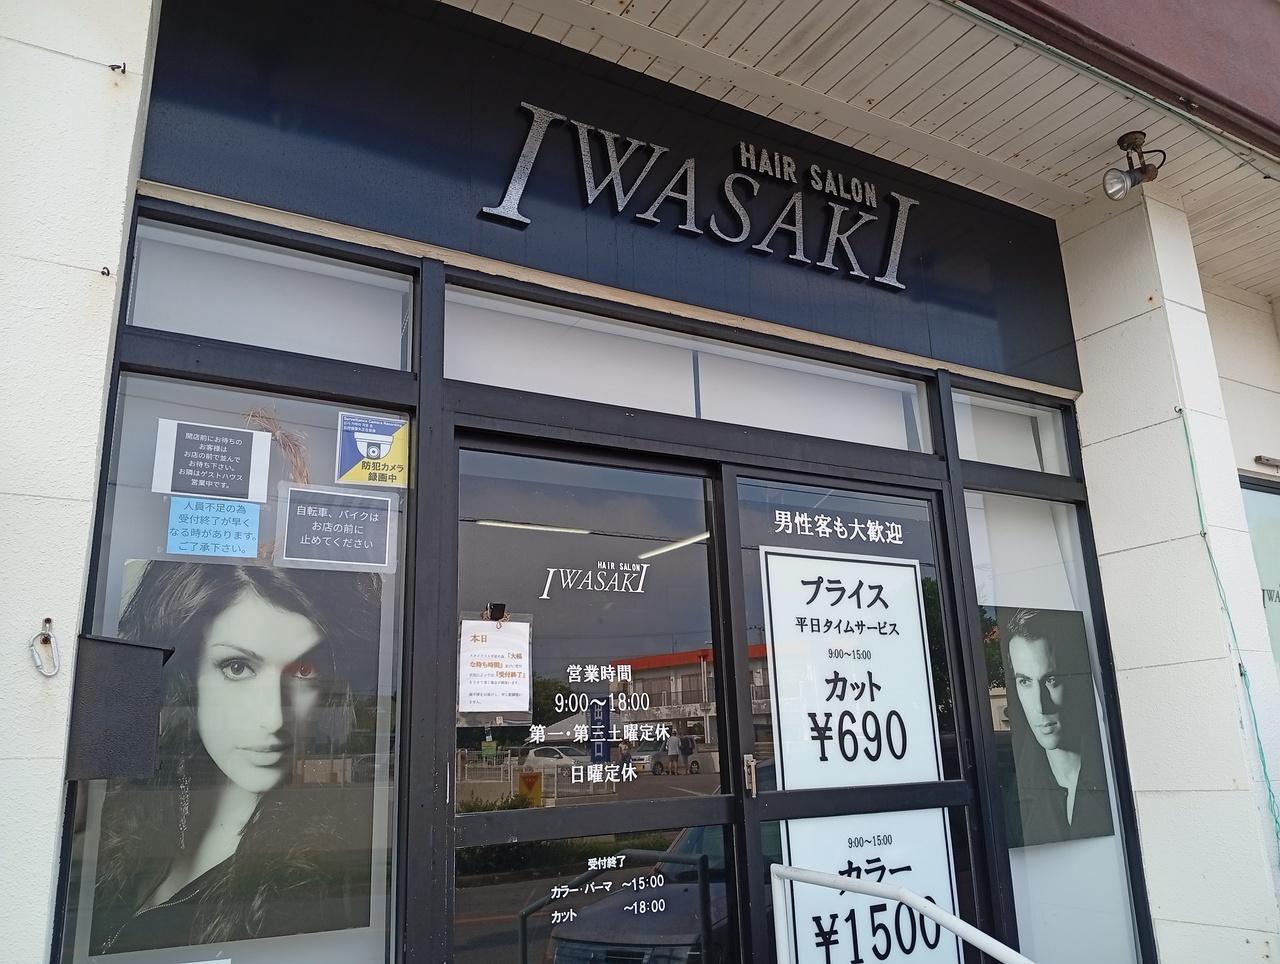 HAIR SALON
IWASAKI
開店前にお待ちの
お客様は
お店の前で並んで
お待ち下さい。
お隣はゲストハウス
営業中です。
防犯カメラ
録画中
人員不足の為
受付終了が早く
なる時があります。
ご了承下さい。
自転車、バイクは
お店の前に
止めてください
HAIR SALON
IWASAKI
本日
営業時間
9:00〜18:00
第一・第三土曜定休
日曜定休
受付終了
カラー・パーマ 〜15:00
カット 〜18:00
男性客も大歓迎
プライス
平日タイムサービス
9:00〜15:00
カット
¥690
9:00〜15:00
カラー
¥1500